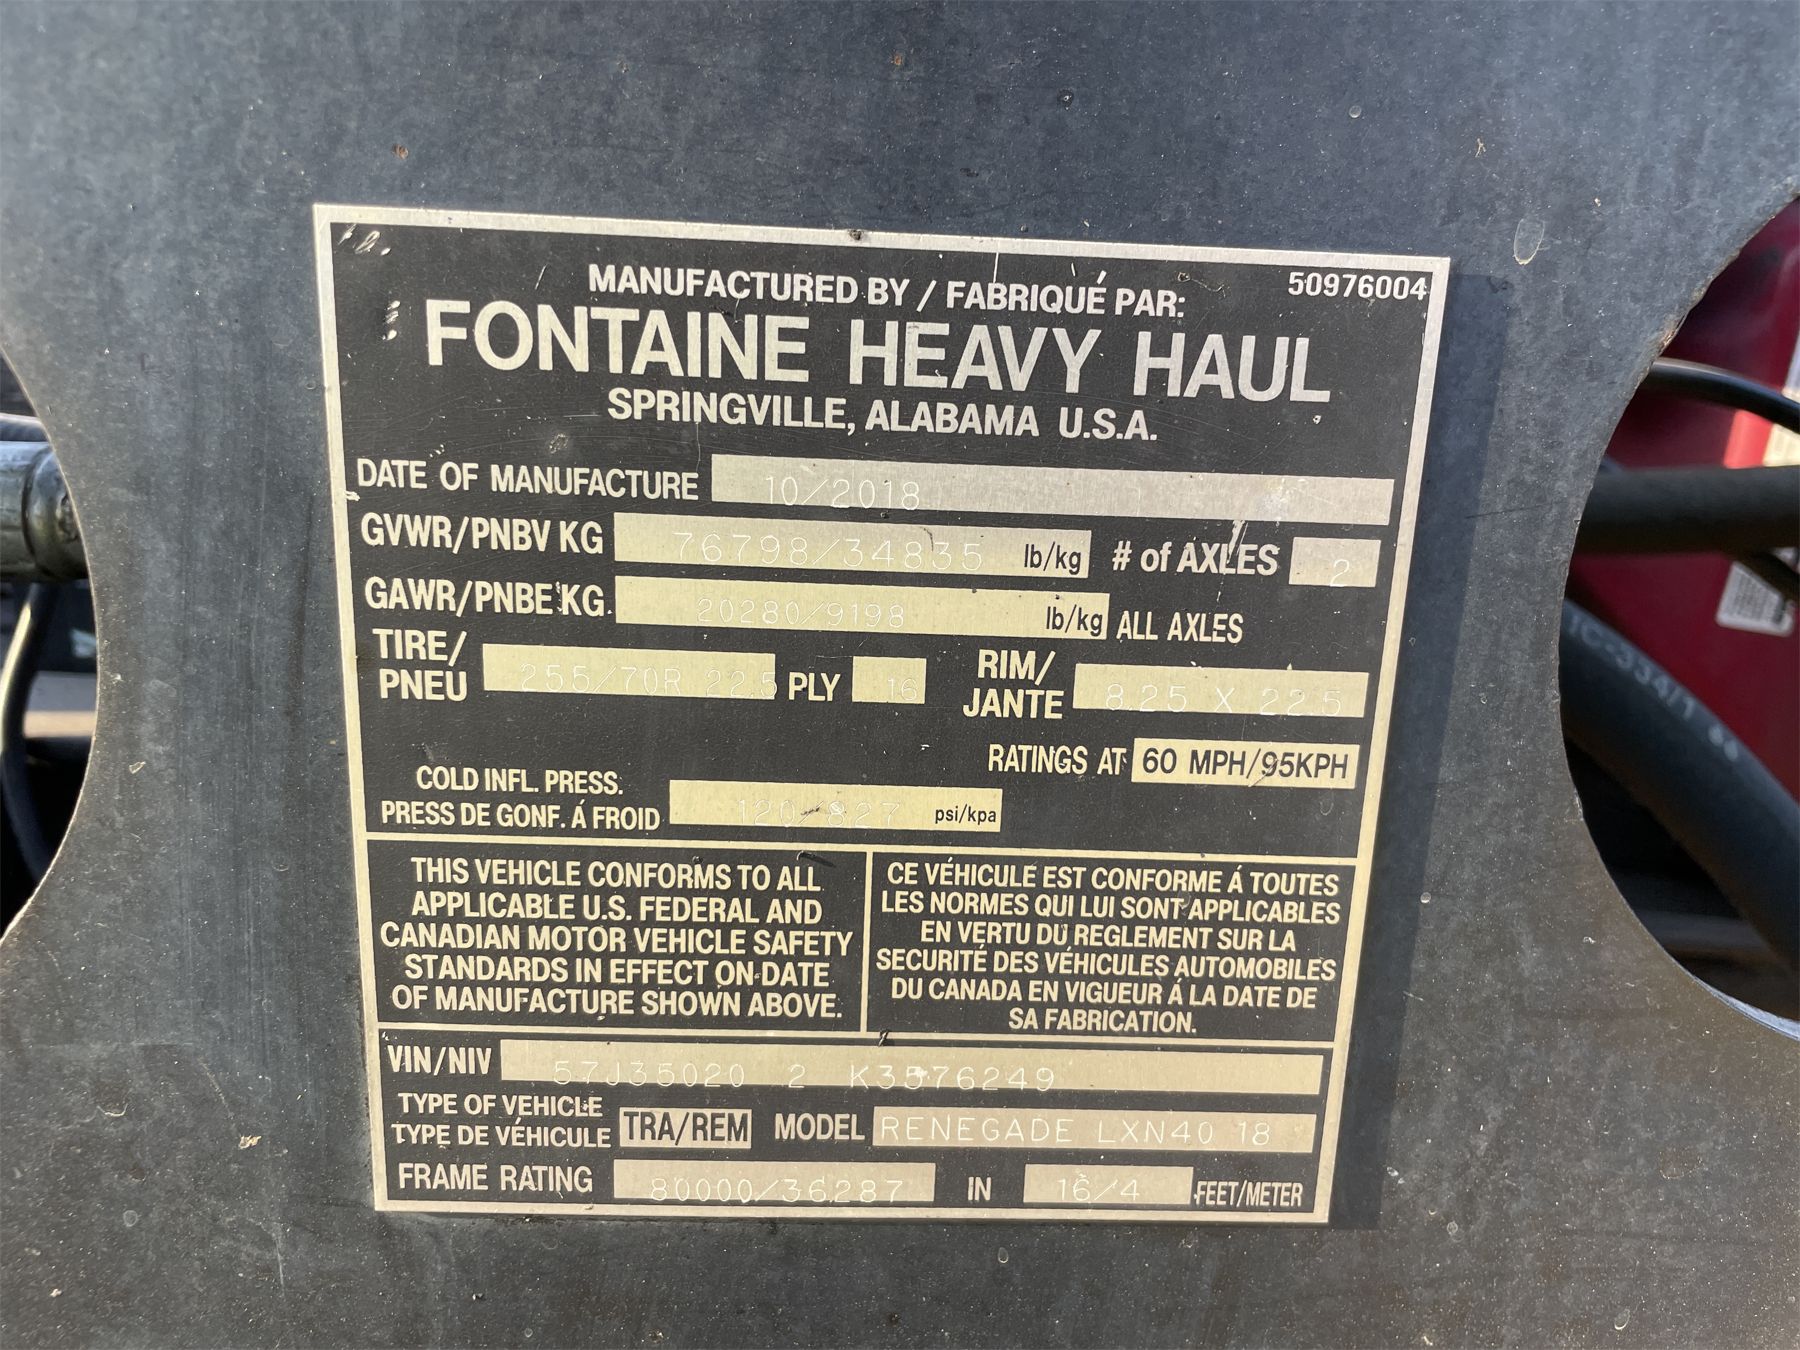 50976004
MANUFACTURED BY / FABRIQUÉ PAR:
FONTAINE HEAVY HAUL
SPRINGVILLE, ALABAMA U.S.A.
DATE OF MANUFACTURE 10/2018
GVWR/PNBV KG 76798/34835 lb/kg # of AXLES 2
GAWR/PNBE KG 20280/9198 lb/kg ALL AXLES
TIRE/
PNEU 255/70R 22.5 PLY 16 RIM/
JANTE 8.25 X 22.5
RATINGS AT 60 MPH/95KPH
COLD INFL. PRESS.
PRESS DE GONF. Á FROID 120/827 psi/kpa
THIS VEHICLE CONFORMS TO ALL
APPLICABLE U.S. FEDERAL AND
CANADIAN MOTOR VEHICLE SAFETY
STANDARDS IN EFFECT ON DATE
OF MANUFACTURE SHOWN ABOVE.
CE VÉHICULE EST CONFORME Á TOUTES
LES NORMES QUI LUI SONT APPLICABLES
EN VERTU DU REGLEMENT SUR LA
SECURITÉ DES VÉHICULES AUTOMOBILES
DU CANADA EN VIGUEUR Á LA DATE DE
SA FABRICATION.
VIN/NIV 57J35020 2 K3576249
TYPE OF VEHICLE
TYPE DE VÉHICULE TRA/REM MODEL RENEGADE LXN40 18
FRAME RATING 80000/36287 IN 16/4 FEET/METER